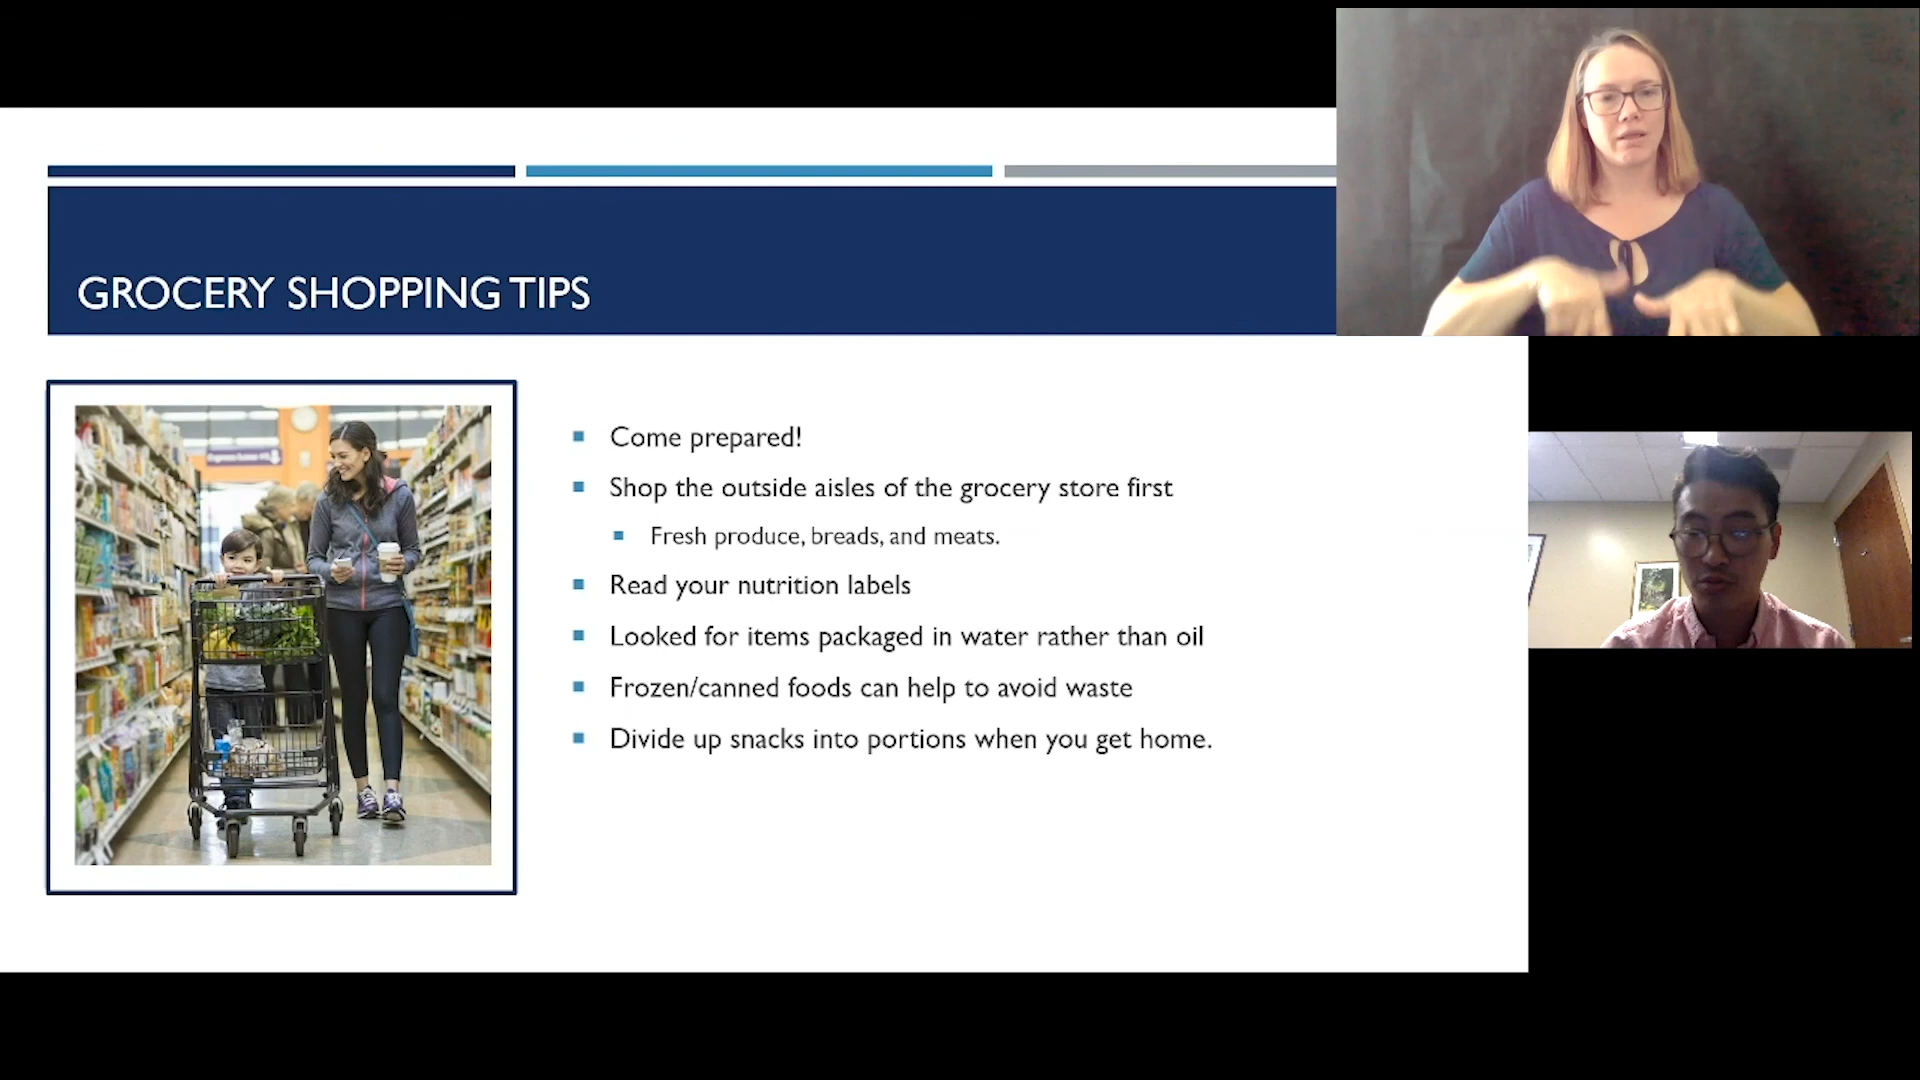 GROCERY SHOPPING TIPS
Come prepared!
Shop the outside aisles of the grocery store first
Fresh produce, breads, and meats.
Read your nutrition labels
Looked for items packaged in water rather than oil
Frozen/canned foods can help to avoid waste
Divide up snacks into portions when you get home.